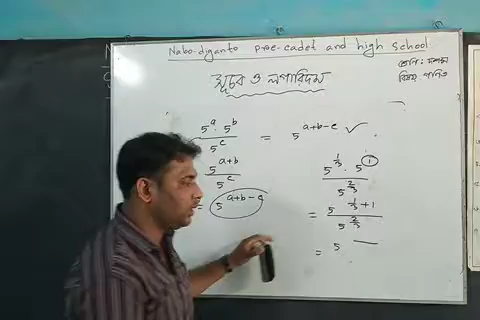 Nabo-diganto pre-cadet and high school
শ্রেণি: দশম
বিষয়: গণিত
সূচক ও লগারিদম
5^a · 5^b / 5^c = 5^(a+b-c) ✓
5^(a+b) / 5^c
= 5^(a+b-c)
5^(1/3) · 5^1 / 5^(2/3)
= 5^(1/3 + 1) / 5^(2/3)
= 5